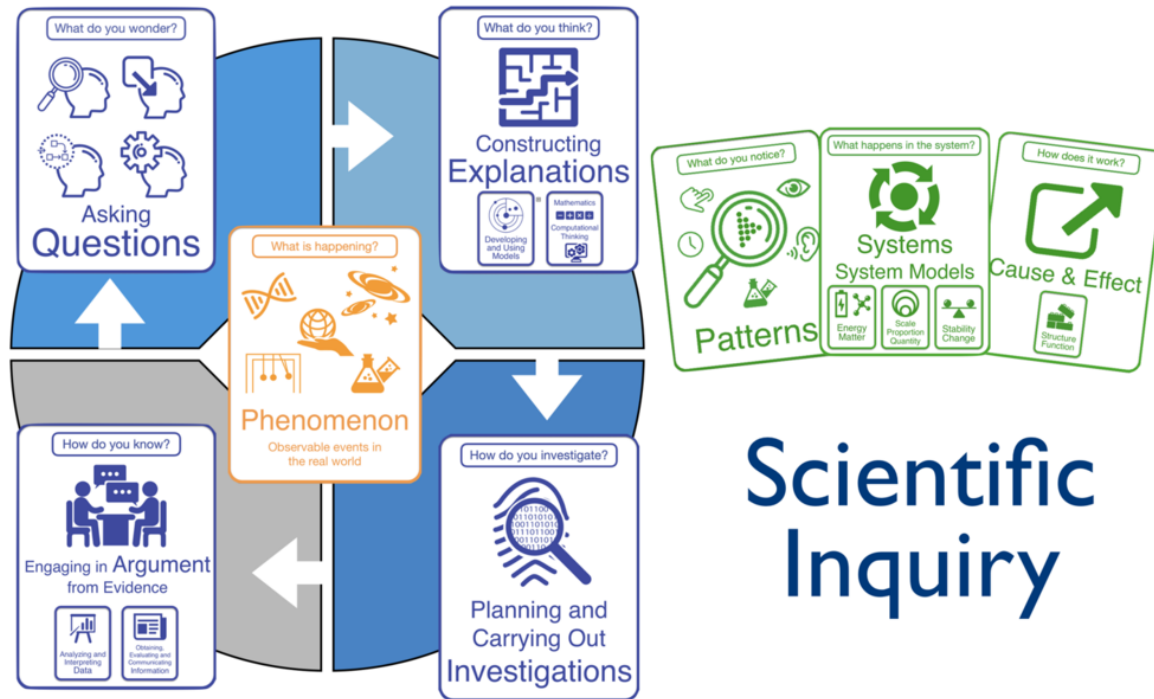 What do you wonder?
Asking
Questions
What do you think?
Constructing
Explanations
Developing
and Using
Models
Mathematics
Computational
Thinking
What is happening?
Phenomenon
Observable events in
the real world
How do you know?
Engaging in Argument
from Evidence
Analyzing and
Interpreting
Data
Obtaining,
Evaluating and
Communicating
Information
How do you investigate?
01011001
01101010
1001101010
01110110011
Planning and
Carrying Out
Investigations
What do you notice?
Patterns
What happens in the system?
Systems
System Models
Energy
Matter
Scale
Proportion
Quantity
Stability
Change
How does it work?
Cause & Effect
Structure
Function
Scientific
Inquiry